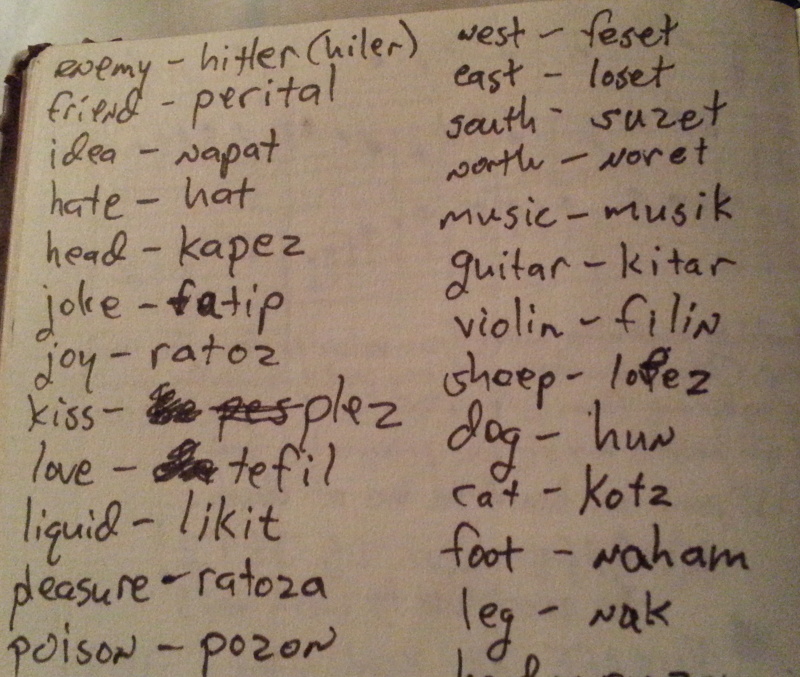 enemy - hitler (hiler)
friend - perital
idea - napat
hate - hat
head - kapez
joke - fatip
joy - ratoz
kiss - plez
love - tefil
liquid - likit
pleasure - ratoza
poison - pozon
west - feset
east - loset
south - suzet
north - noret
music - musik
guitar - kitar
violin - filin
sheep - lofez
dog - hun
cat - kotz
foot - naham
leg - nak